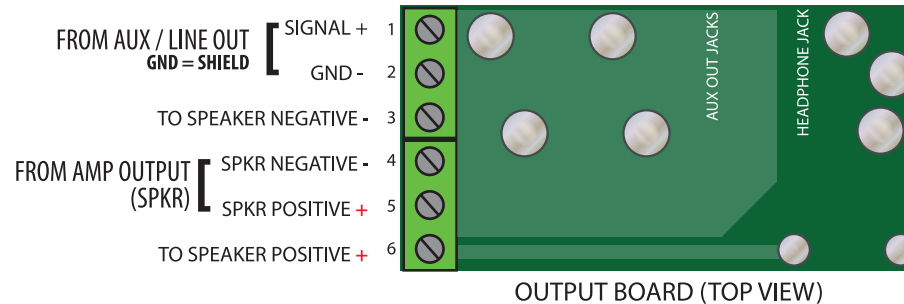 FROM AUX / LINE OUT
GND = SHIELD
SIGNAL + 1
GND - 2
TO SPEAKER NEGATIVE - 3
FROM AMP OUTPUT
(SPKR)
SPKR NEGATIVE - 4
SPKR POSITIVE + 5
TO SPEAKER POSITIVE + 6
AUX OUT JACKS
HEADPHONE JACK
OUTPUT BOARD (TOP VIEW)